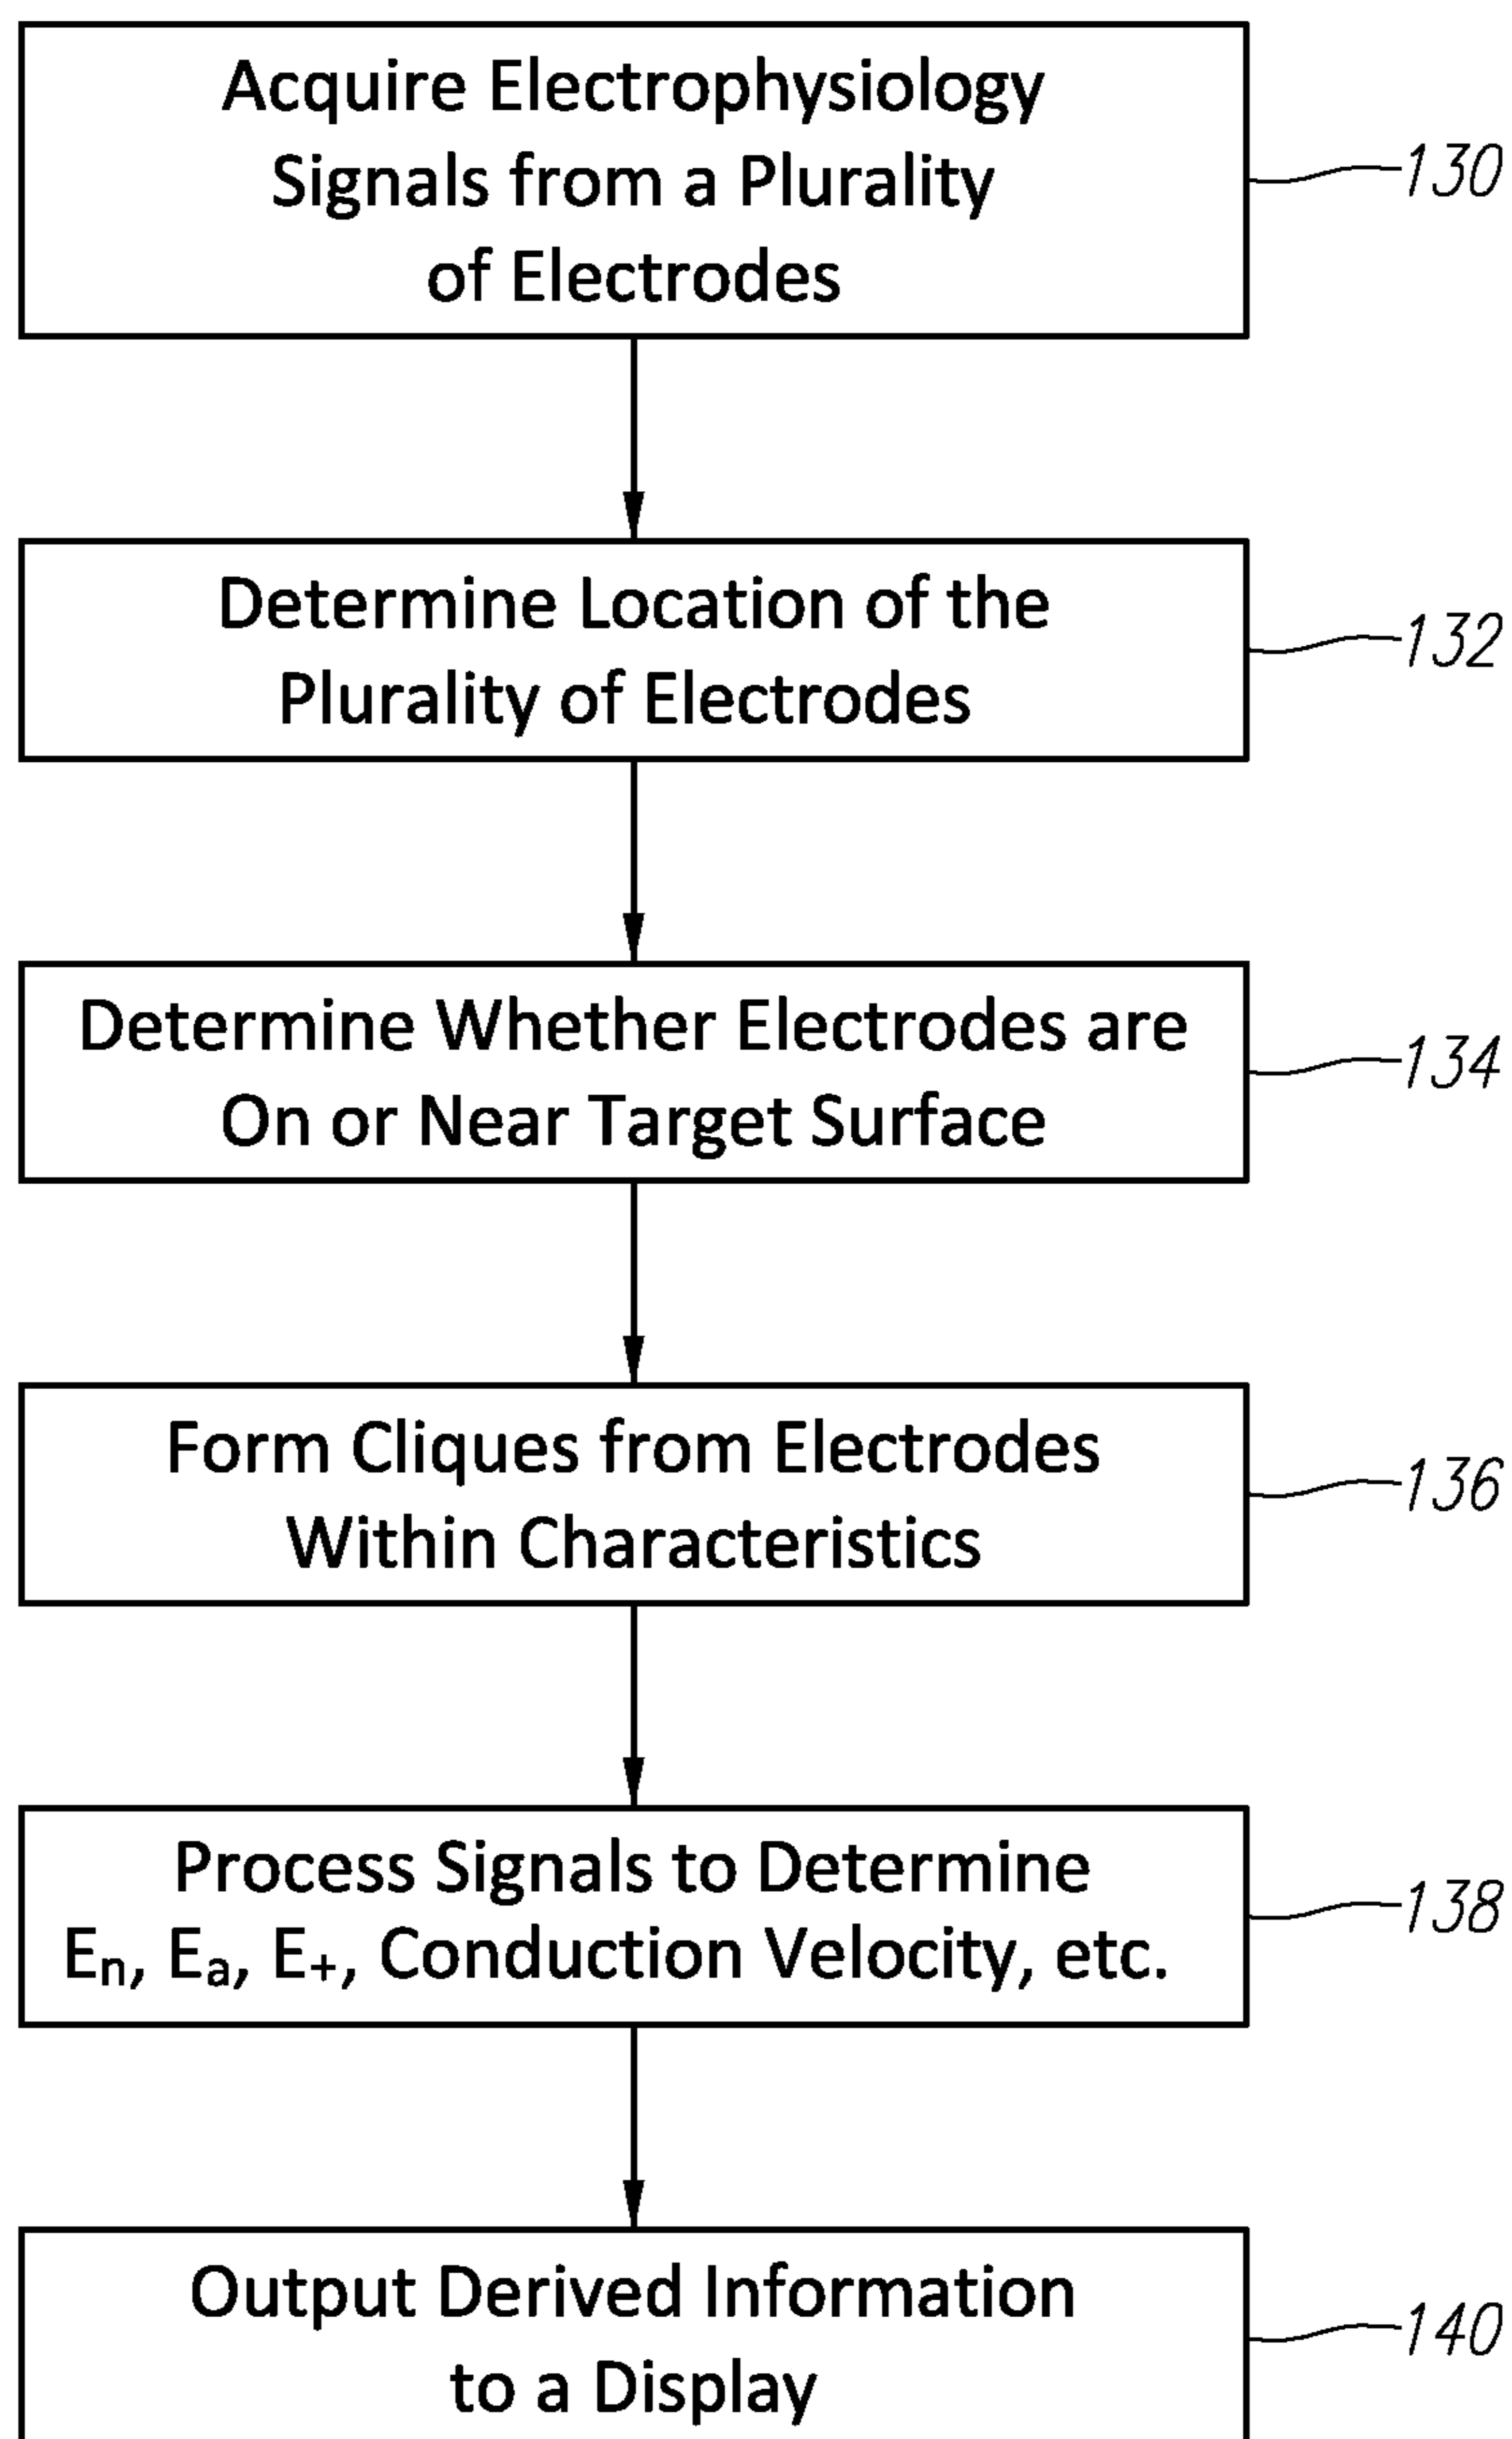 Acquire Electrophysiology
Signals from a Plurality
of Electrodes
130
Determine Location of the
Plurality of Electrodes
132
Determine Whether Electrodes are
On or Near Target Surface
134
Form Cliques from Electrodes
Within Characteristics
136
Process Signals to Determine
Eₙ, Eₐ, E₊, Conduction Velocity, etc.
138
Output Derived Information
to a Display
140